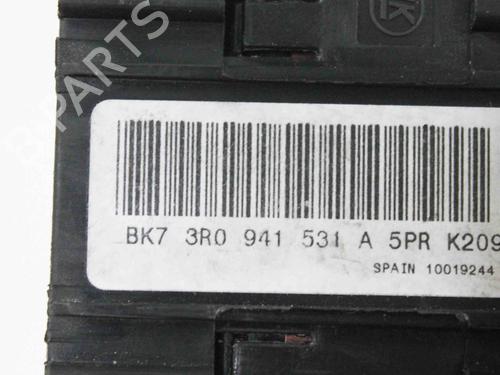 B-PARTS
BK7 3R0 941 531 A 5PR K209
SPAIN 10019244